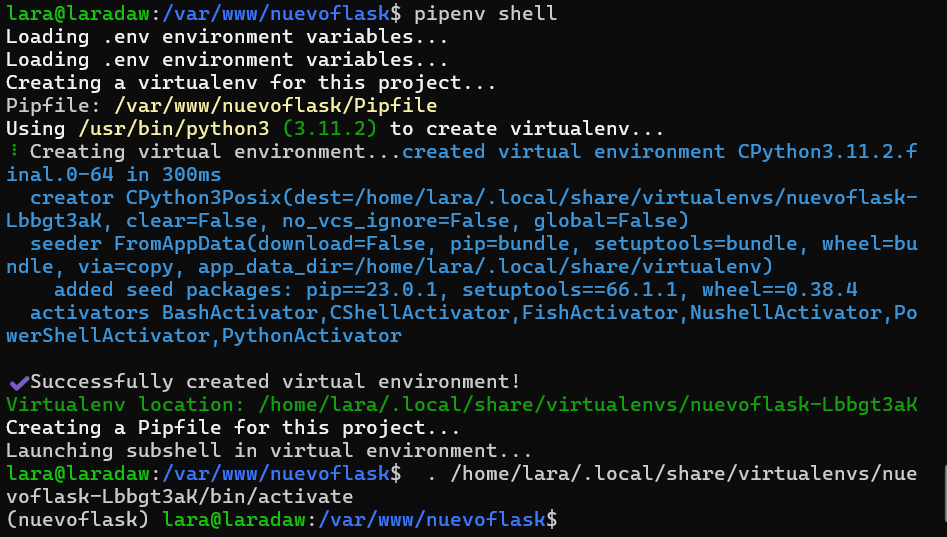 lara@laradaw:/var/www/nuevoflask$ pipenv shell
Loading .env environment variables...
Loading .env environment variables...
Creating a virtualenv for this project...
Pipfile: /var/www/nuevoflask/Pipfile
Using /usr/bin/python3 (3.11.2) to create virtualenv...
⠸ Creating virtual environment...created virtual environment CPython3.11.2.f
inal.0-64 in 300ms
  creator CPython3Posix(dest=/home/lara/.local/share/virtualenvs/nuevoflask-
Lbbgt3aK, clear=False, no_vcs_ignore=False, global=False)
  seeder FromAppData(download=False, pip=bundle, setuptools=bundle, wheel=bu
ndle, via=copy, app_data_dir=/home/lara/.local/share/virtualenv)
    added seed packages: pip==23.0.1, setuptools==66.1.1, wheel==0.38.4
  activators BashActivator,CShellActivator,FishActivator,NushellActivator,Po
werShellActivator,PythonActivator

✔Successfully created virtual environment!
Virtualenv location: /home/lara/.local/share/virtualenvs/nuevoflask-Lbbgt3aK
Creating a Pipfile for this project...
Launching subshell in virtual environment...
lara@laradaw:/var/www/nuevoflask$  . /home/lara/.local/share/virtualenvs/nue
voflask-Lbbgt3aK/bin/activate
(nuevoflask) lara@laradaw:/var/www/nuevoflask$